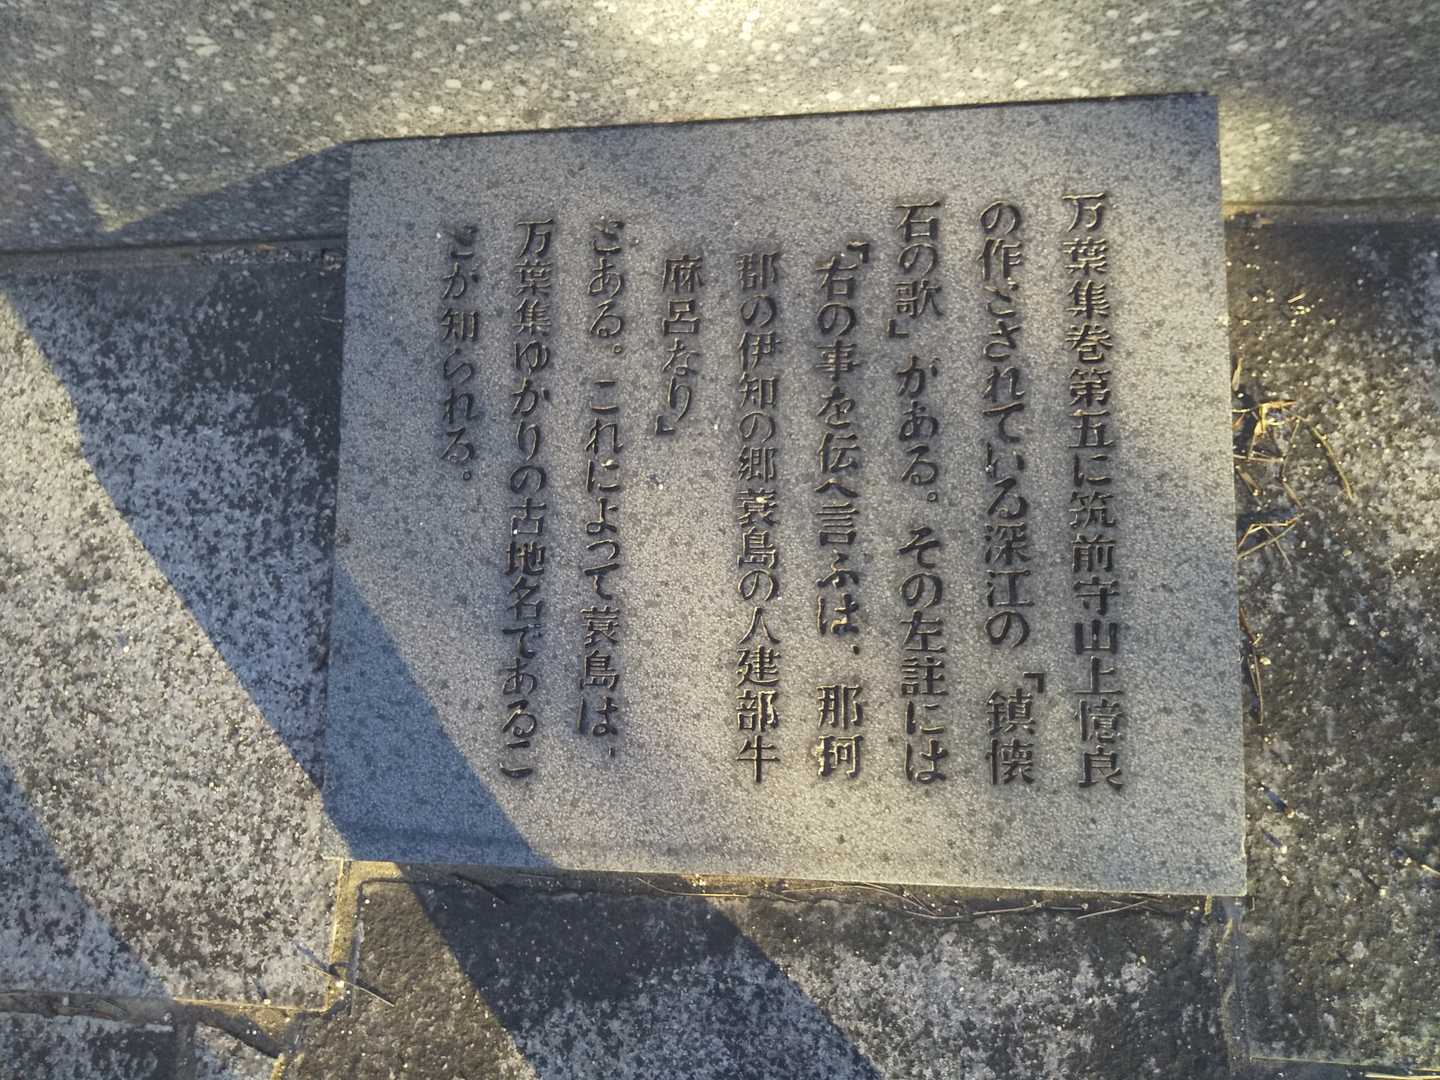 万葉集巻第五に筑前守山上憶良
の作とされている深江の『鎮懐
石の歌』がある。その左註には
『右の事を伝へ言ふは、那珂
郡の伊知の郷蓑島の人建部牛
麻呂なり』
とある。これによって蓑島は、
万葉集ゆかりの古地名であるこ
とが知られる。